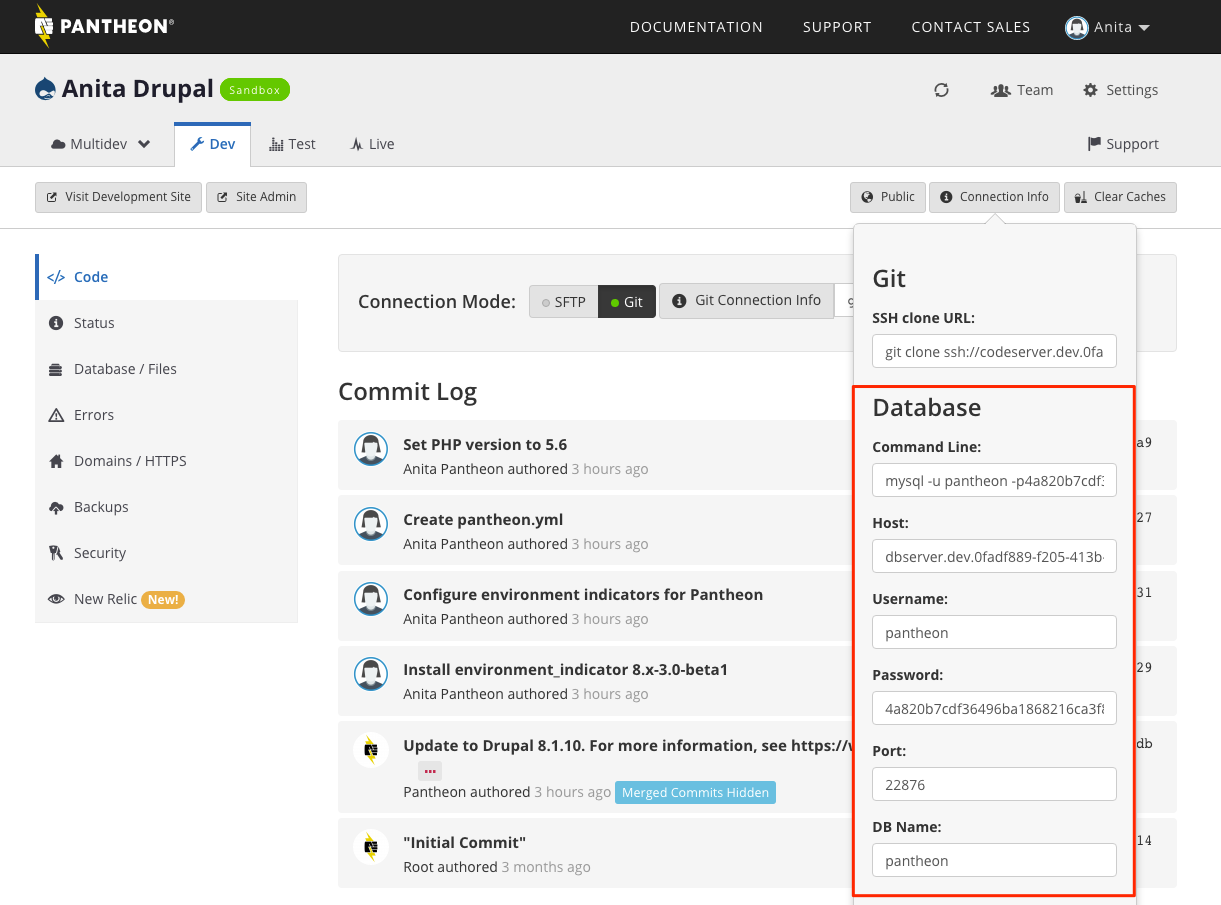 PANTHEON®
DOCUMENTATION SUPPORT CONTACT SALES Anita
Anita Drupal Sandbox
Team Settings
Multidev Dev Test Live Support
Visit Development Site Site Admin
Public Connection Info Clear Caches
Code
Status
Database / Files
Errors
Domains / HTTPS
Backups
Security
New Relic New!
Connection Mode: SFTP Git Git Connection Info
Commit Log
Set PHP version to 5.6
Anita Pantheon authored 3 hours ago
a9
Create pantheon.yml
Anita Pantheon authored 3 hours ago
27
Configure environment indicators for Pantheon
Anita Pantheon authored 3 hours ago
31
Install environment_indicator 8.x-3.0-beta1
Anita Pantheon authored 3 hours ago
29
Update to Drupal 8.1.10. For more information, see https://
...
Pantheon authored 3 hours ago Merged Commits Hidden
db
"Initial Commit"
Root authored 3 months ago
14
Git
SSH clone URL:
git clone ssh://codeserver.dev.0fa
Database
Command Line:
mysql -u pantheon -p4a820b7cdf3
Host:
dbserver.dev.0fadf889-f205-413b-
Username:
pantheon
Password:
4a820b7cdf36496ba1868216ca3f8
Port:
22876
DB Name:
pantheon